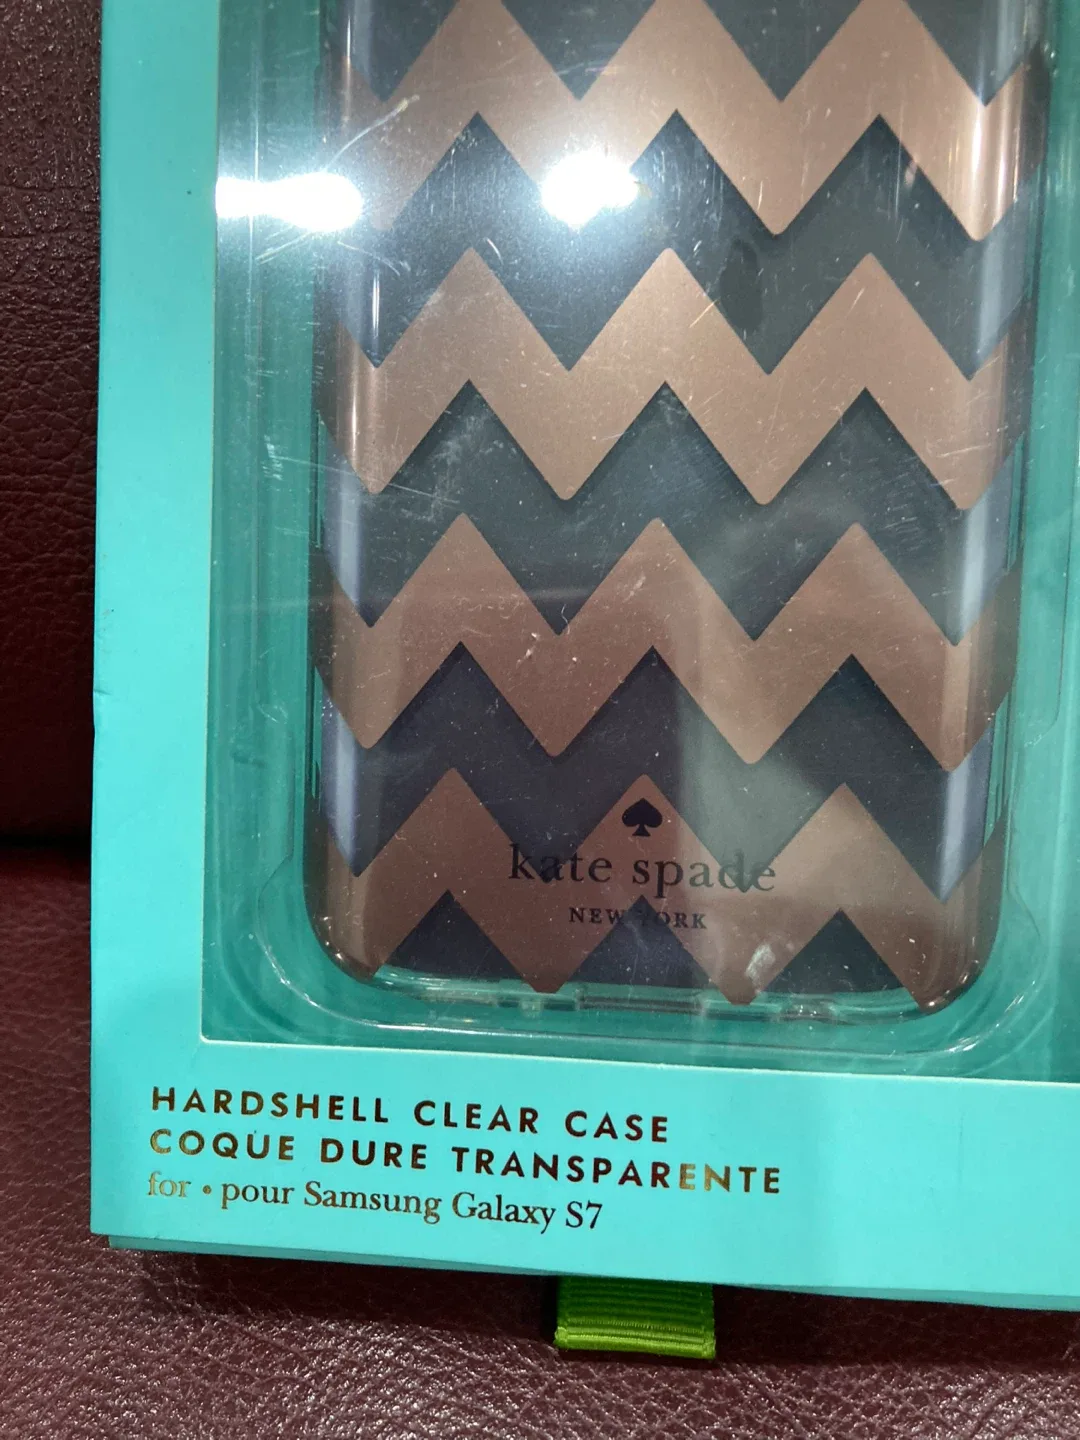 kate spade
NEW YORK
HARDSHELL CLEAR CASE
COQUE DURE TRANSPARENTE
for • pour Samsung Galaxy S7